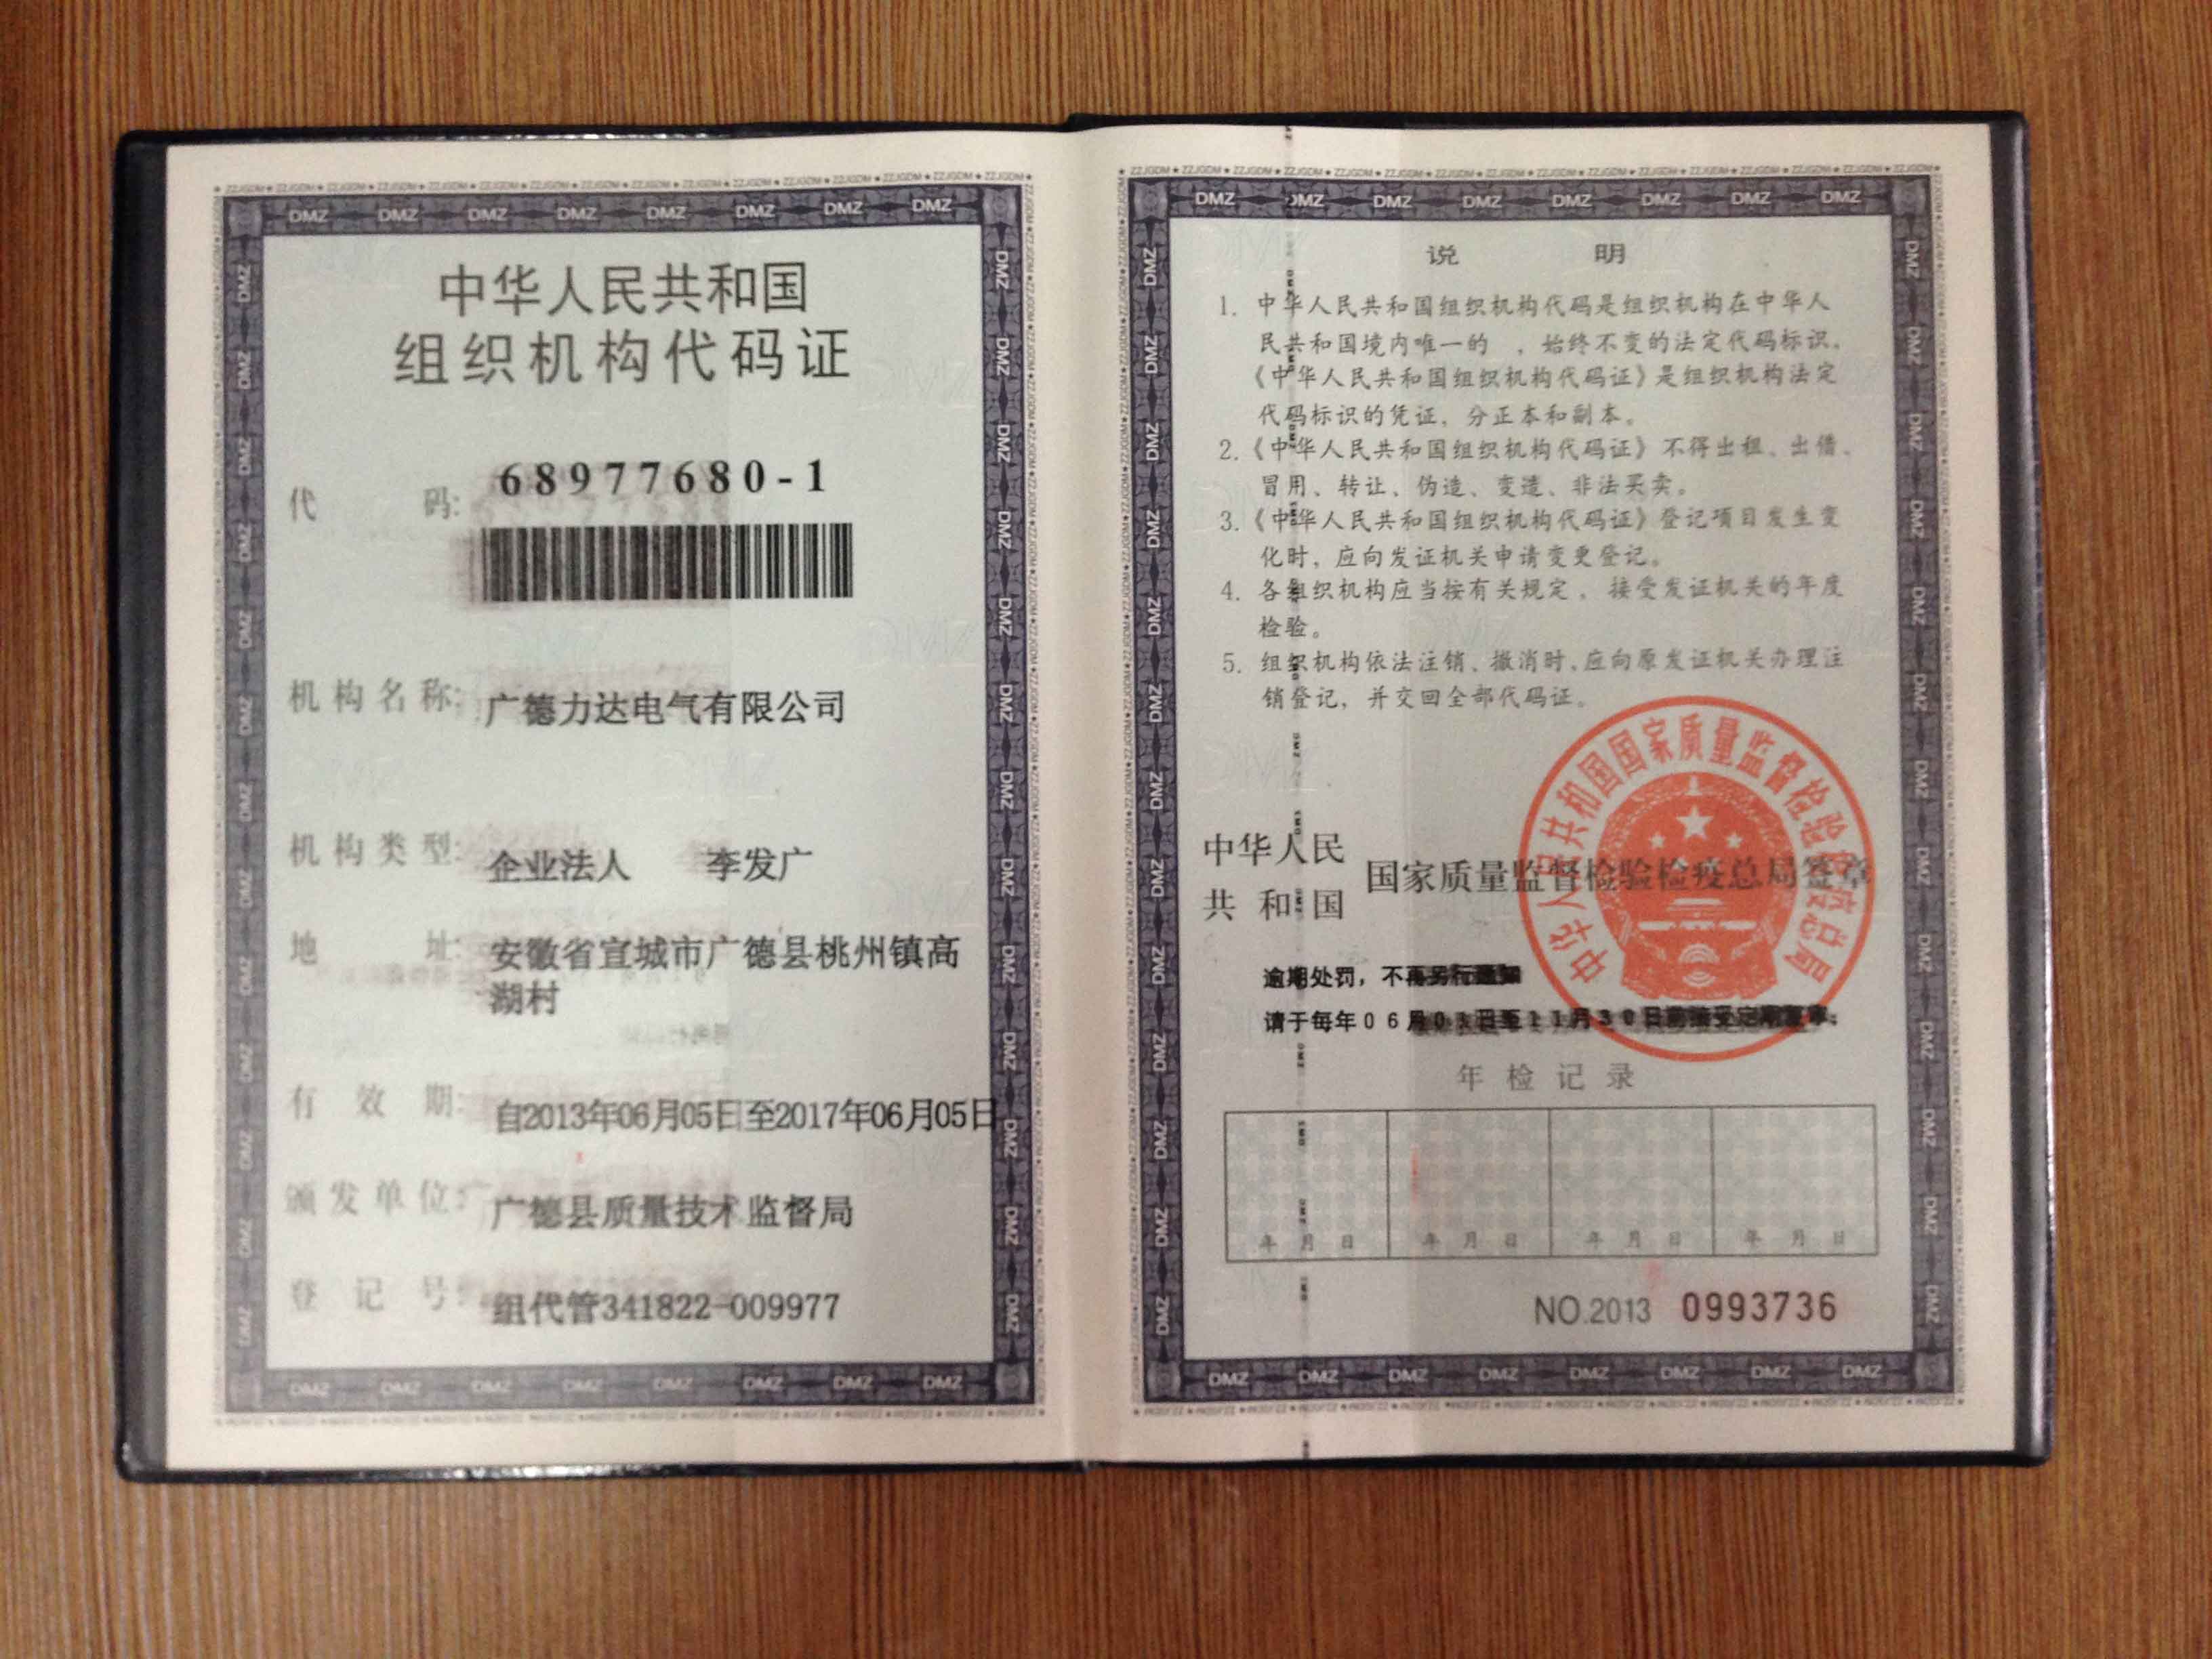 中华人民共和国
组织机构代码证
代 码: 68977680-1
机构名称: 广德力达电气有限公司
机构类型: 企业法人 李发广
地 址: 安徽省宣城市广德县桃州镇高
湖村
有 效 期: 自2013年06月05日至2017年06月05日
颁发单位: 广德县质量技术监督局
登 记 号: 组代管341822-009977
说 明
1. 中华人民共和国组织机构代码是组织机构在中华人
民共和国境内唯一的 ，始终不变的法定代码标识，
《中华人民共和国组织机构代码证》是组织机构法定
代码标识的凭证，分正本和副本。
2.《中华人民共和国组织机构代码证》不得出租、出借、
冒用、转让、伪造、变造、非法买卖。
3.《中华人民共和国组织机构代码证》登记项目发生变
化时，应向发证机关申请变更登记。
4. 各组织机构应当按有关规定，接受发证机关的年度
检验。
5. 组织机构依法注销、撤消时，应向原发证机关办理注
销登记，并交回全部代码证。
中华人民共和国国家质量监督检验检疫总局
中华人民
共和国 国家质量监督检验检疫总局签章
逾期处罚，不再另行通知
请于每年06月01日至11月30日
年检记录
年 月 日 年 月 日 年 月 日 年 月 日
NO.2013 0993736